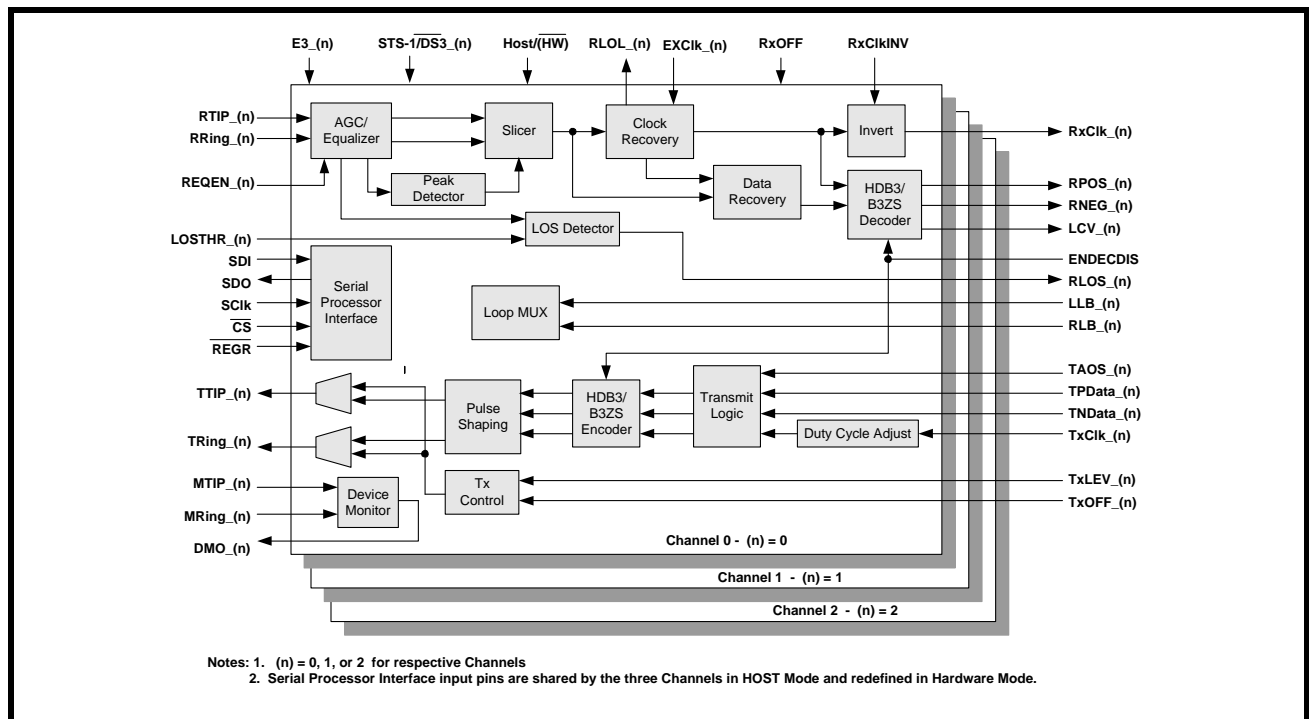 E3_(n)
STS-1/DS3_(n)
Host/(HW)
RLOL_(n)
EXClk_(n)
RxOFF
RxClkINV
RTIP_(n)
RRing_(n)
REQEN_(n)
LOSTHR_(n)
SDI
SDO
SClk
CS
REGR
TTIP_(n)
TRing_(n)
MTIP_(n)
MRing_(n)
DMO_(n)
AGC/
Equalizer
Peak
Detector
Slicer
LOS Detector
Clock
Recovery
Data
Recovery
Invert
HDB3/
B3ZS
Decoder
Serial
Processor
Interface
Loop MUX
Pulse
Shaping
HDB3/
B3ZS
Encoder
Transmit
Logic
Duty Cycle Adjust
Tx
Control
Device
Monitor
RxClk_(n)
RPOS_(n)
RNEG_(n)
LCV_(n)
ENDECDIS
RLOS_(n)
LLB_(n)
RLB_(n)
TAOS_(n)
TPData_(n)
TNData_(n)
TxClk_(n)
TxLEV_(n)
TxOFF_(n)
Channel 0 - (n) = 0
Channel 1 - (n) = 1
Channel 2 - (n) = 2
Notes: 1. (n) = 0, 1, or 2 for respective Channels
2. Serial Processor Interface input pins are shared by the three Channels in HOST Mode and redefined in Hardware Mode.